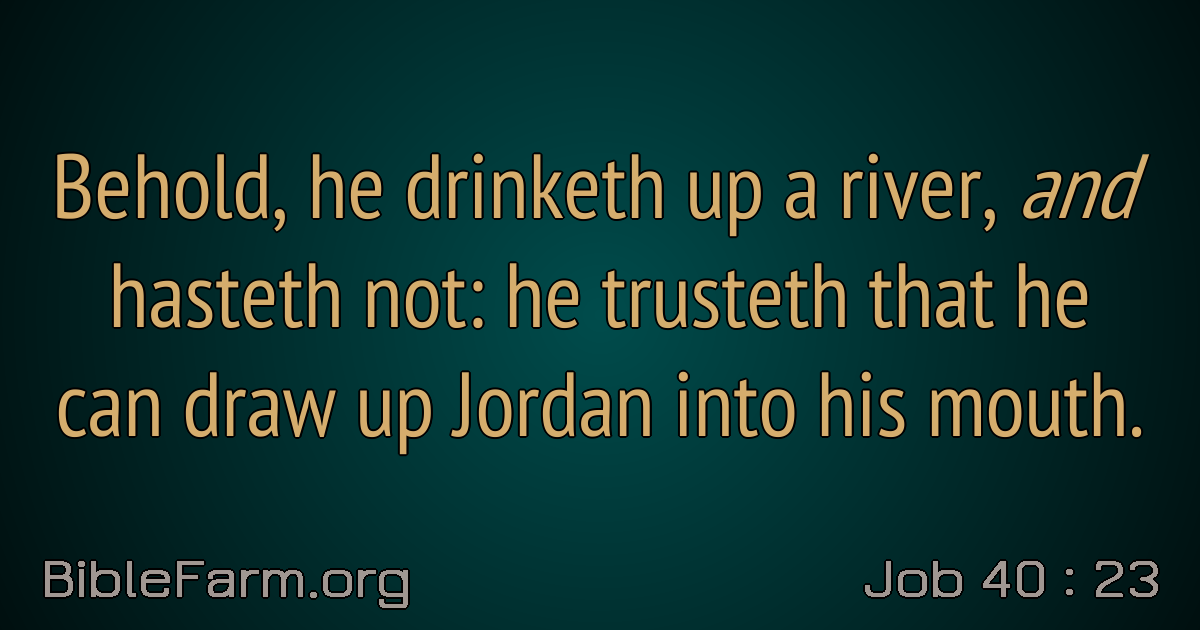 Behold, he drinketh up a river, and
hasteth not: he trusteth that he
can draw up Jordan into his mouth.
BibleFarm.org
Job 40 : 23